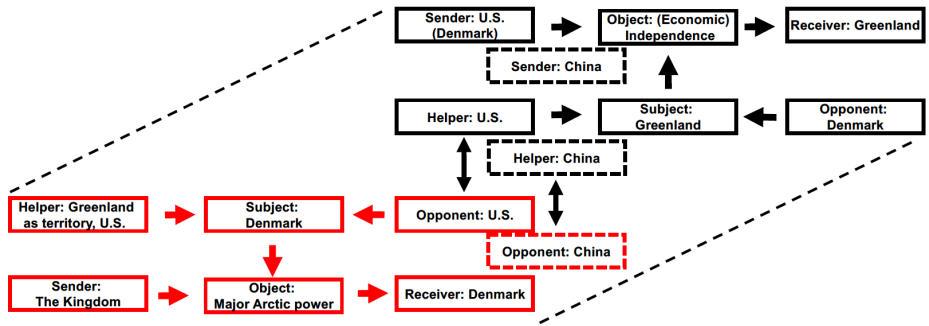 Sender: U.S.
(Denmark)
Object: (Economic)
Independence
Receiver: Greenland
Sender: China
Helper: U.S.
Subject:
Greenland
Opponent:
Denmark
Helper: China
Helper: Greenland
as territory, U.S.
Subject:
Denmark
Opponent: U.S.
Opponent: China
Sender:
The Kingdom
Object:
Major Arctic power
Receiver: Denmark